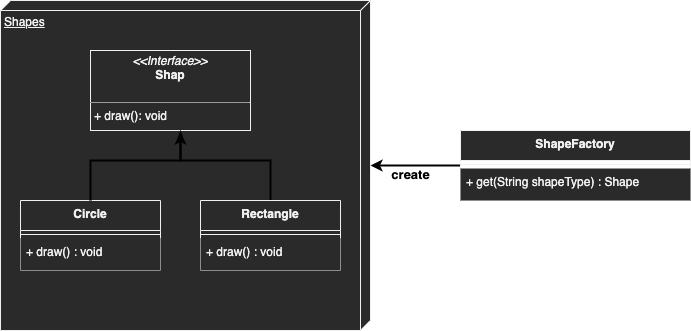 Shapes
<<Interface>>
Shap
+ draw(): void
Circle
+ draw() : void
Rectangle
+ draw() : void
create
ShapeFactory
+ get(String shapeType) : Shape